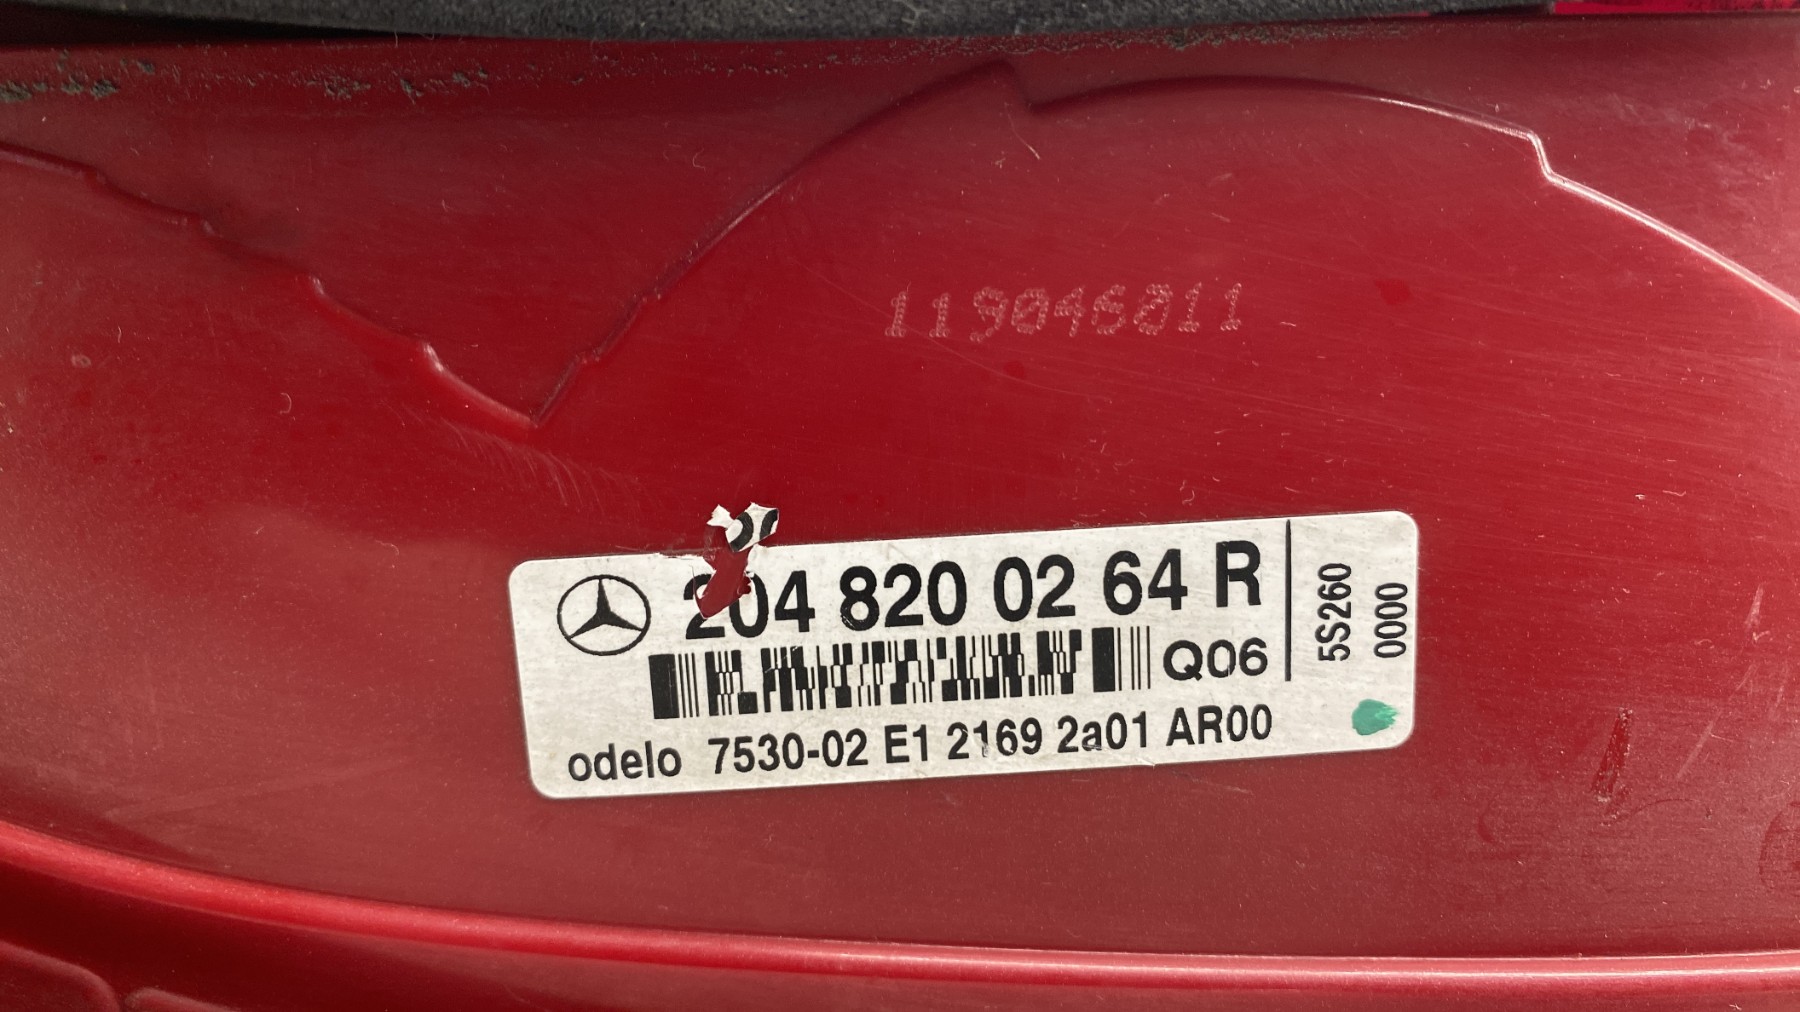 119046011
204 820 02 64 R
Q06
odelo 7530-02 E1 2169 2a01 AR00
5S260
0000